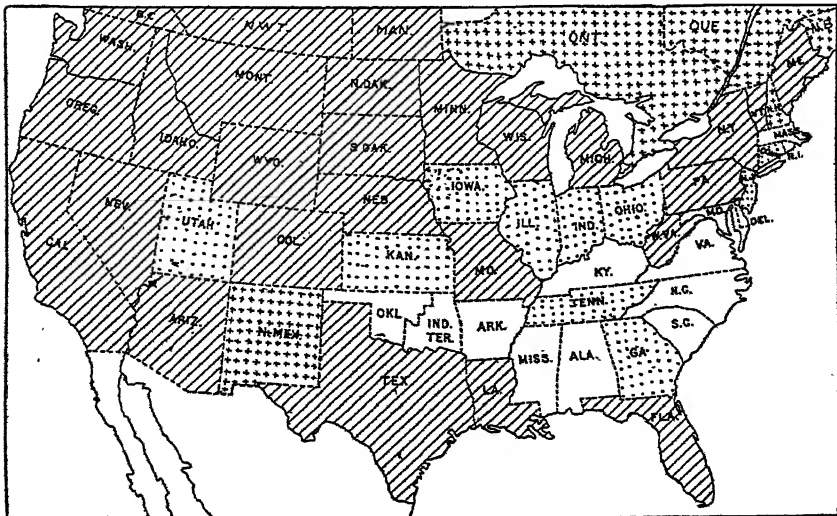 B.C.
N.W.T.
MAN.
ONT
QUE
N.B.
WASH.
MONT.
N.DAK.
MINN.
ME.
OREG.
IDAHO.
WYO.
S.DAK.
WIS.
MICH.
N.Y.
MASS.
R.I.
NEV.
UTAH
COL.
NEB.
IOWA.
ILL.
IND.
OHIO.
PA.
N.J.
CAL.
KAN.
MO.
KY.
W.VA.
VA.
MD.
DEL.
ARIZ.
N.MEX.
OKL.
IND.
TER.
ARK.
TENN.
N.C.
S.C.
MISS.
ALA.
GA.
TEX.
LA.
FLA.